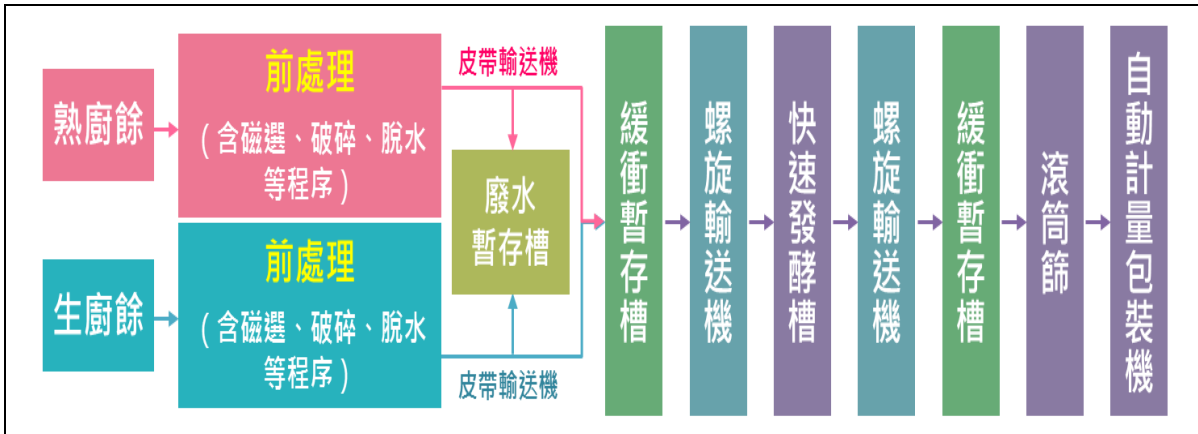 熟廚餘
前處理
(含磁選、破碎、脫水
等程序)
皮帶輸送機
廢水
暫存槽
生廚餘
前處理
(含磁選、破碎、脫水
等程序)
皮帶輸送機
緩衝暫存槽
螺旋輸送機
快速發酵槽
螺旋輸送機
緩衝暫存槽
滾筒篩
自動計量包裝機